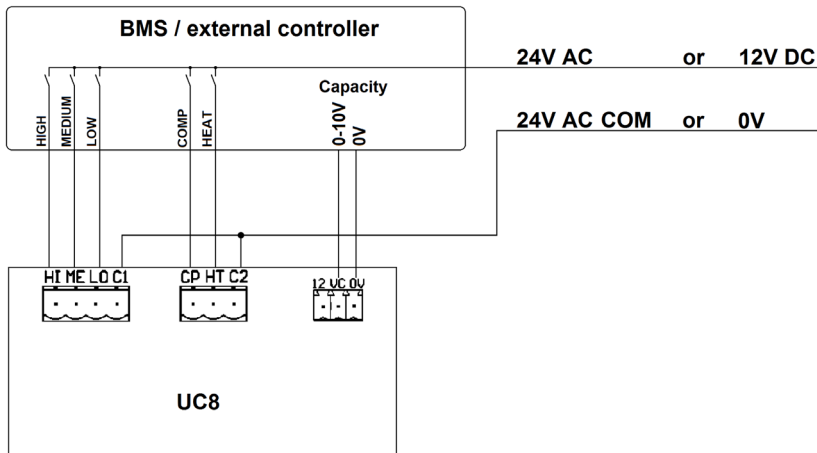 BMS / external controller
24V AC or 12V DC
Capacity
HIGH
MEDIUM
LOW
COMP
HEAT
0-10V
0V
24V AC COM or 0V
HI ME LO C1
CP HT C2
12 VC 0V
UC8